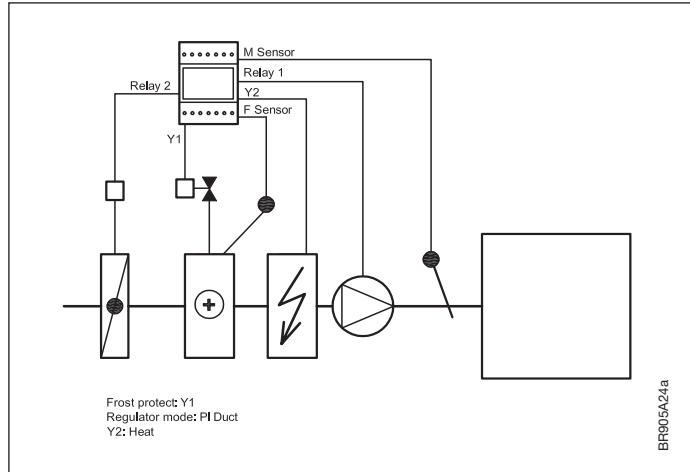 M Sensor
Relay 1
Relay 2
Y2
F Sensor
Y1
Frost protect: Y1
Regulator mode: PI Duct
Y2: Heat
BR905A24a